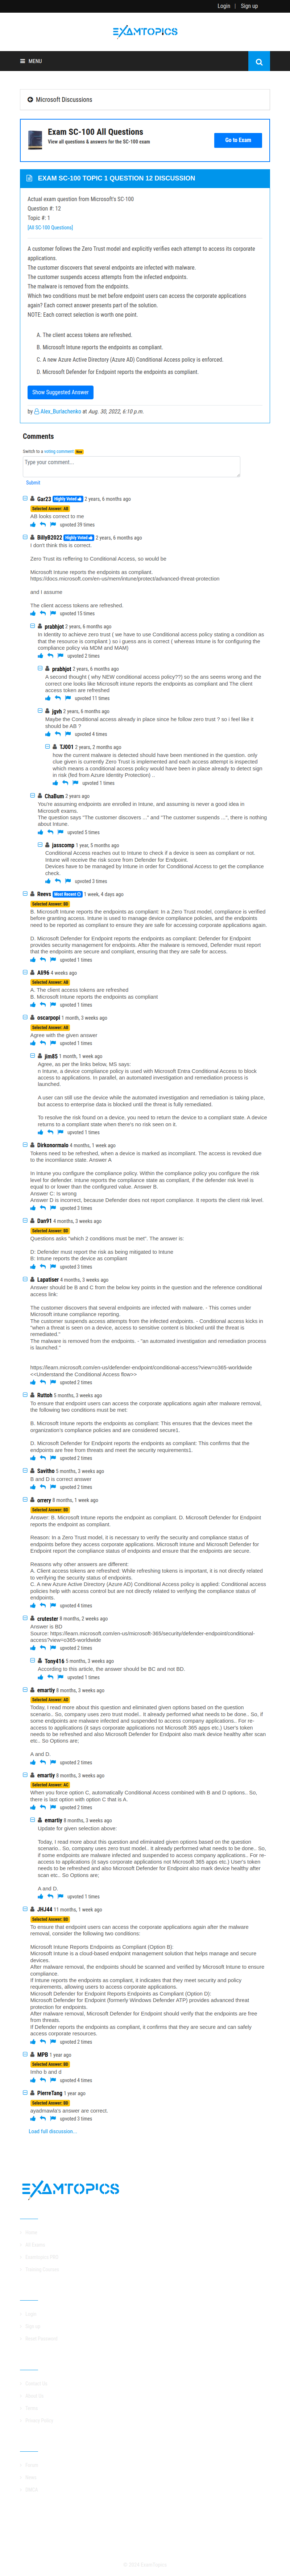 Login | Sign up
EXAMTOPICS
MENU
Microsoft Discussions
Exam SC-100 All Questions
View all questions & answers for the SC-100 exam
Go to Exam
EXAM SC-100 TOPIC 1 QUESTION 12 DISCUSSION
Actual exam question from Microsoft's SC-100
Question #: 12
Topic #: 1
[All SC-100 Questions]
A customer follows the Zero Trust model and explicitly verifies each attempt to access its corporate
applications.
The customer discovers that several endpoints are infected with malware.
The customer suspends access attempts from the infected endpoints.
The malware is removed from the endpoints.
Which two conditions must be met before endpoint users can access the corporate applications
again? Each correct answer presents part of the solution.
NOTE: Each correct selection is worth one point.
A. The client access tokens are refreshed.
B. Microsoft Intune reports the endpoints as compliant.
C. A new Azure Active Directory (Azure AD) Conditional Access policy is enforced.
D. Microsoft Defender for Endpoint reports the endpoints as compliant.
Show Suggested Answer
by Alex_Burlachenko at Aug. 30, 2022, 6:10 p.m.
Comments
Switch to a voting comment New
Type your comment...
Submit
Gar23 Highly Voted 2 years, 6 months ago
Selected Answer: AB
AB looks correct to me
upvoted 39 times
BillyB2022 Highly Voted 2 years, 6 months ago
I don't think this is correct.
Zero Trust its reffering to Conditional Access, so would be
Microsoft Intune reports the endpoints as compliant.
https://docs.microsoft.com/en-us/mem/intune/protect/advanced-threat-protection
and I assume
The client access tokens are refreshed.
upvoted 15 times
prabhjot 2 years, 6 months ago
In identity to achieve zero trust ( we have to use Conditional access policy stating a condition
that the resource is compliant ) so i guess ans is correct ( whereas Intune is for compliance
policy via MDM and MAM)
upvoted 2 times
prabhjot 2 years, 6 months ago
A second thought ( why NEW conditional access policy??) so the ans seems wrong and the
correct one looks like Microsoft intune reports the endpoints as compliant and The client
access token are refreshed
upvoted 11 times
jgvh 2 years, 6 months ago
Maybe the Conditional access already in place since he follow zero trust ? so i feel like it
should be AB ?
upvoted 4 times
TJ001 2 years, 2 months ago
Now the current malware is detected should have been mentioned in the question. only
clue given is currently Zero Trust is implemented and each access attempt is inspected
which means a conditional access policy would have been in place already to detect sign
in risk (fed from Azure Identity Protection) ..
upvoted 1 times
ChaBum 2 years ago
You're assuming endpoints are enrolled in Intune, and assuming is never a good idea in
Microsoft exams.
The question says "The customer discovers ..." and "The customer suspends ...", there is nothing
about Intune.
upvoted 5 times
jasscomp 1 year, 5 months ago
Conditional Access reaches out to Intune to check if a device is seen as compliant or not.
Intune will receive the risk score from Defender for Endpoint.
Devices have to be managed by Intune in order for Conditional Access to get the compliance
check.
upvoted 3 times
Reevs Most Recent 1 week, 4 days ago
Selected Answer: BD
B. Microsoft Intune reports the endpoints as compliant: In a Zero Trust model, compliance is verified
before granting access. Intune is used to manage device compliance policies, and the endpoints
need to be reported as compliant to ensure they are safe for accessing corporate applications again.
D. Microsoft Defender for Endpoint reports the endpoints as compliant: Defender for Endpoint
provides security management for endpoints. After the malware is removed, Defender must report
that the endpoints are secure and compliant, ensuring that they are safe for access.
upvoted 1 times
Ali96 4 weeks ago
Selected Answer: AB
A. The client access tokens are refreshed
B. Microsoft Intune reports the endpoints as compliant
upvoted 1 times
oscarpopi 1 month, 3 weeks ago
Selected Answer: AB
Agree with the given answer
upvoted 1 times
jim85 1 month, 1 week ago
Agree, as per the links below, MS says:
n Intune, a device compliance policy is used with Microsoft Entra Conditional Access to block
access to applications. In parallel, an automated investigation and remediation process is
launched.
A user can still use the device while the automated investigation and remediation is taking place,
but access to enterprise data is blocked until the threat is fully remediated.
To resolve the risk found on a device, you need to return the device to a compliant state. A device
returns to a compliant state when there's no risk seen on it.
upvoted 1 times
Dirkonormalo 4 months, 1 week ago
Tokens need to be refreshed, when a device is marked as incompliant. The access is revoked due
to the incompliance state. Answer A
In Intune you configure the compliance policy. Within the compliance policy you configure the risk
level for defender. Intune reports the compliance state as compliant, if the defender risk level is
equal to or lower than the configured value. Answer B.
Answer C: Is wrong
Answer D is incorrect, because Defender does not report compliance. It reports the client risk level.
upvoted 3 times
Dan91 4 months, 3 weeks ago
Selected Answer: BD
Questions asks "which 2 conditions must be met". The answer is:
D: Defender must report the risk as being mitigated to Intune
B: Intune reports the device as compliant
upvoted 3 times
Lapatiser 4 months, 3 weeks ago
Answer should be B and C from the below key points in the question and the reference conditional
access link:
The customer discovers that several endpoints are infected with malware. - This comes under
Microsoft intune compliance reporting.
The customer suspends access attempts from the infected endpoints. - Conditional access kicks in
"when a threat is seen on a device, access to sensitive content is blocked until the threat is
remediated."
The malware is removed from the endpoints. - "an automated investigation and remediation process
is launched."
https://learn.microsoft.com/en-us/defender-endpoint/conditional-access?view=o365-worldwide
<<Understand the Conditional Access flow>>
upvoted 2 times
Ruttoh 5 months, 3 weeks ago
To ensure that endpoint users can access the corporate applications again after malware removal,
the following two conditions must be met:
B. Microsoft Intune reports the endpoints as compliant: This ensures that the devices meet the
organization's compliance policies and are considered secure1.
D. Microsoft Defender for Endpoint reports the endpoints as compliant: This confirms that the
endpoints are free from threats and meet the security requirements1.
upvoted 2 times
Savitho 5 months, 3 weeks ago
B and D is correct answer
upvoted 2 times
orrery 8 months, 1 week ago
Selected Answer: BD
Answer: B. Microsoft Intune reports the endpoint as compliant. D. Microsoft Defender for Endpoint
reports the endpoint as compliant.
Reason: In a Zero Trust model, it is necessary to verify the security and compliance status of
endpoints before they access corporate applications. Microsoft Intune and Microsoft Defender for
Endpoint report this compliance status of endpoint and ensure that the endpoints are secure.
Reasons why other answers are different:
A. Client access tokens are refreshed: While refreshing tokens is important, it is not directly related
to verifying the security status of endpoints.
C. A new Azure Active Directory (Azure AD) Conditional Access policy is applied: Conditional access
policies help control access, but are not directly related to verifying the compliance status of
endpoints.
upvoted 4 times
crutester 8 months, 2 weeks ago
Answer is BD
Source: https://learn.microsoft.com/en-us/microsoft-365/security/defender-endpoint/conditional-
access?view=o365-worldwide
upvoted 2 times
Tony416 5 months, 3 weeks ago
According to this article, the answer should be BC and not BD.
upvoted 1 times
emartiy 8 months, 3 weeks ago
Selected Answer: AD
Today, I must read more about this question and eliminated given options based on the question
sceranario.. So, company uses zero trust model.. It already performed what needs to be done.. So, if
some endpoints are malware infected and suspended to access company applications. For re-
access to applications (it says corporate applications not Microsoft 365 apps etc.) User's token
needs to be refreshed and also Microsoft Defender for Endpoint also mark device healthy after scan
etc.. So Options are;
A and D.
upvoted 2 times
emartiy 8 months, 3 weeks ago
Selected Answer: AC
When you force option C, automatically Conditional access combined with B and D options.. So,
there is last option with option C that is A.
upvoted 2 times
emartiy 8 months, 3 weeks ago
Update for given selection above:
Today, I must read more about this question and eliminated given options based on the question
sceranario.. So, company uses zero trust model.. It already performed what needs to be done.. So,
if some endpoints are malware infected and suspended to access company applications. For re-
access to applications (it says corporate applications not Microsoft 365 apps etc.) User's token
needs to be refreshed and also Microsoft Defender for Endpoint also mark device healthy after
scan etc.. So Options are;
A and D.
upvoted 1 times
JHJ44 11 months, 1 week ago
Selected Answer: BD
To ensure that endpoint users can access the corporate applications again after the malware
removal, consider the following two conditions:
Microsoft Intune Reports Endpoints as Compliant (Option B):
Microsoft Intune is a cloud-based endpoint management solution that helps manage and secure
devices.
After malware removal, the endpoints should be scanned and verified by Microsoft Intune to ensure
compliance.
If Intune reports the endpoints as compliant, it indicates that they meet security and policy
requirements, allowing users to access corporate applications.
Microsoft Defender for Endpoint Reports Endpoints as Compliant (Option D):
Microsoft Defender for Endpoint (formerly Windows Defender ATP) provides advanced threat
protection for endpoints.
After malware removal, Microsoft Defender for Endpoint should verify that the endpoints are free
from threats.
If Defender reports the endpoints as compliant, it confirms that they are secure and can safely
access corporate resources.
upvoted 2 times
MPB 1 year ago
Selected Answer: BD
Imho b and d
upvoted 4 times
PierreTang 1 year ago
Selected Answer: BD
ayadmawla's answer are correct.
upvoted 3 times
Load full discussion...
EXAMTOPICS